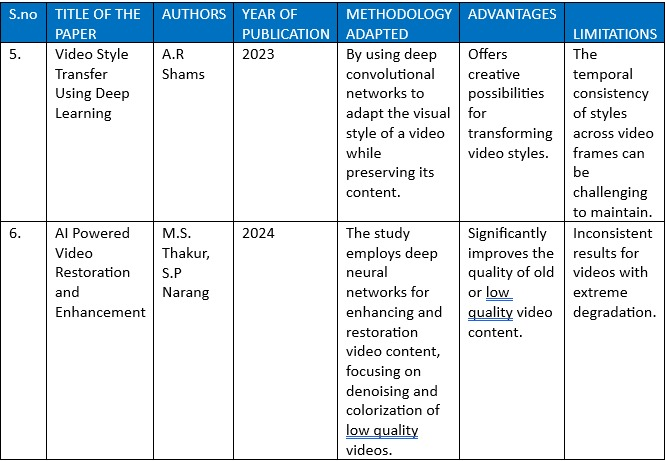 S.no
TITLE OF THE
PAPER
AUTHORS
YEAR OF
PUBLICATION
METHODOLOGY
ADAPTED
ADVANTAGES
LIMITATIONS
5.
Video Style
Transfer
Using Deep
Learning
A.R
Shams
2023
By using deep
convolutional
networks to
adapt the visual
style of a video
while
preserving its
content.
Offers
creative
possibilities
for
transforming
video styles.
The
temporal
consistency
of styles
across video
frames can
be
challenging
to maintain.
6.
AI Powered
Video
Restoration
and
Enhancement
M.S.
Thakur,
S.P
Narang
2024
The study
employs deep
neural
networks for
enhancing and
restoration
video content,
focusing on
denoising and
colorization of
low quality
videos.
Significantly
improves the
quality of old
or low
quality video
content.
Inconsistent
results for
videos with
extreme
degradation.